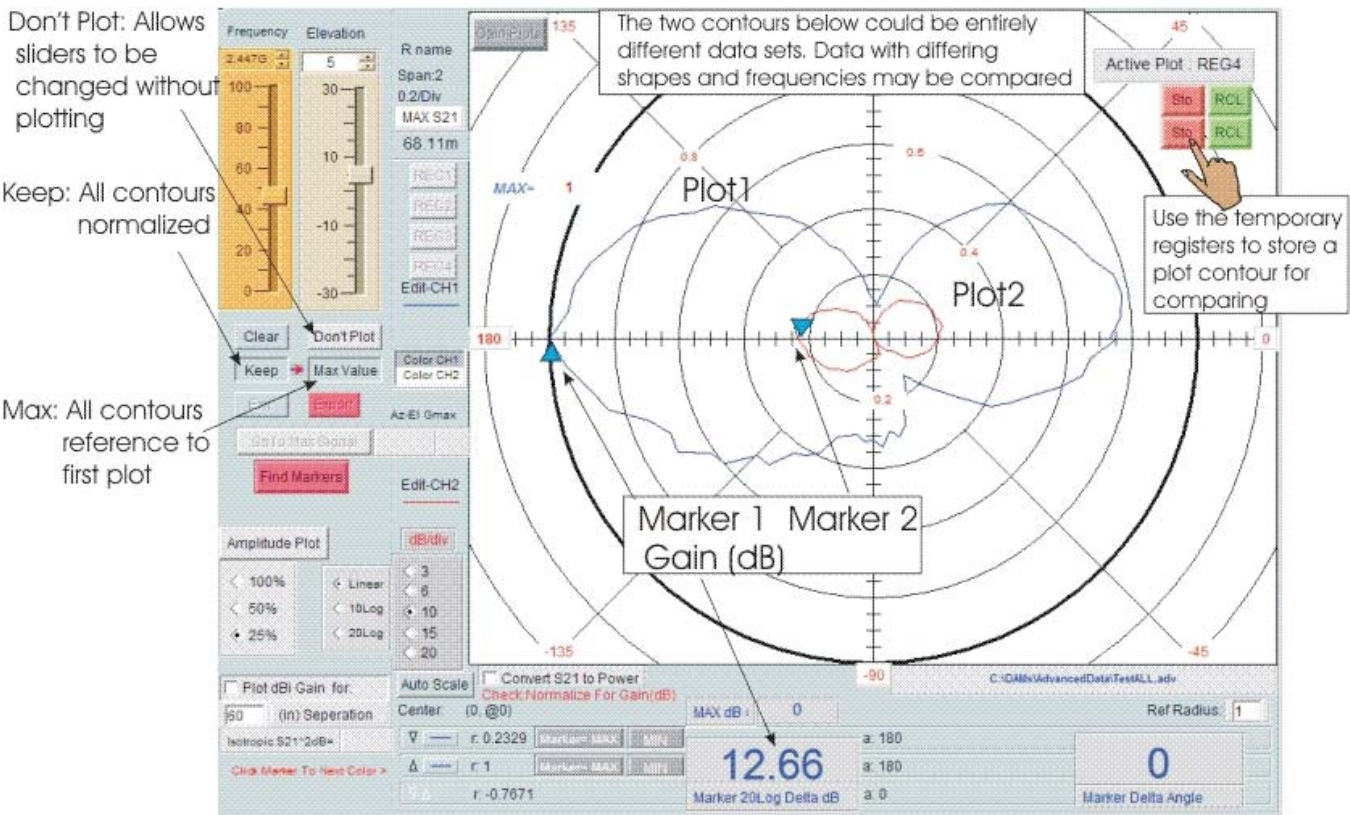 Don't Plot: Allows
sliders to be
changed without
plotting
Keep: All contours
normalized
Max: All contours
reference to
first plot
Frequency
Elevation
2.447G
5
100
80
60
40
20
0
30
10
-10
-30
R name
Span:2
0.2/Div
MAX S21
68.11m
REG1
REG2
REG3
REG4
Edit-CH1
Clear
Don't Plot
Keep
Max Value
Exit
Export
Color CH1
Color CH2
Az-El Gmax
GoTo Max Signal
Find Markers
Edit-CH2
Amplitude Plot
100%
50%
25%
Linear
10Log
20Log
dB/div
3
6
10
15
20
Plot dBi Gain for:
60 (in) Seperation
Isotropic S21^2dB=
Click Marker To Next Color >
135
The two contours below could be entirely
different data sets. Data with differing
shapes and frequencies may be compared
45
Active Plot : REG4
Sto RCL
Sto RCL
Use the temporary
registers to store a
plot contour for
comparing
MAX= 1
0.8
0.6
0.4
0.2
Plot1
Plot2
180
0
Marker 1 Marker 2
Gain (dB)
-135
-90
-45
Auto Scale
Convert S21 to Power
Check Normalize For Gain(dB)
C:\DAMs\AdvancedData\TestALL.adv
Center: (0, @0)
MAX dB : 0
Ref Radius: 1
r: 0.2329 Marker= MAX MIN a: 180
r: 1 Marker= MAX MIN a: 180
r: -0.7671 a: 0
12.66
Marker 20Log Delta dB
0
Marker Delta Angle